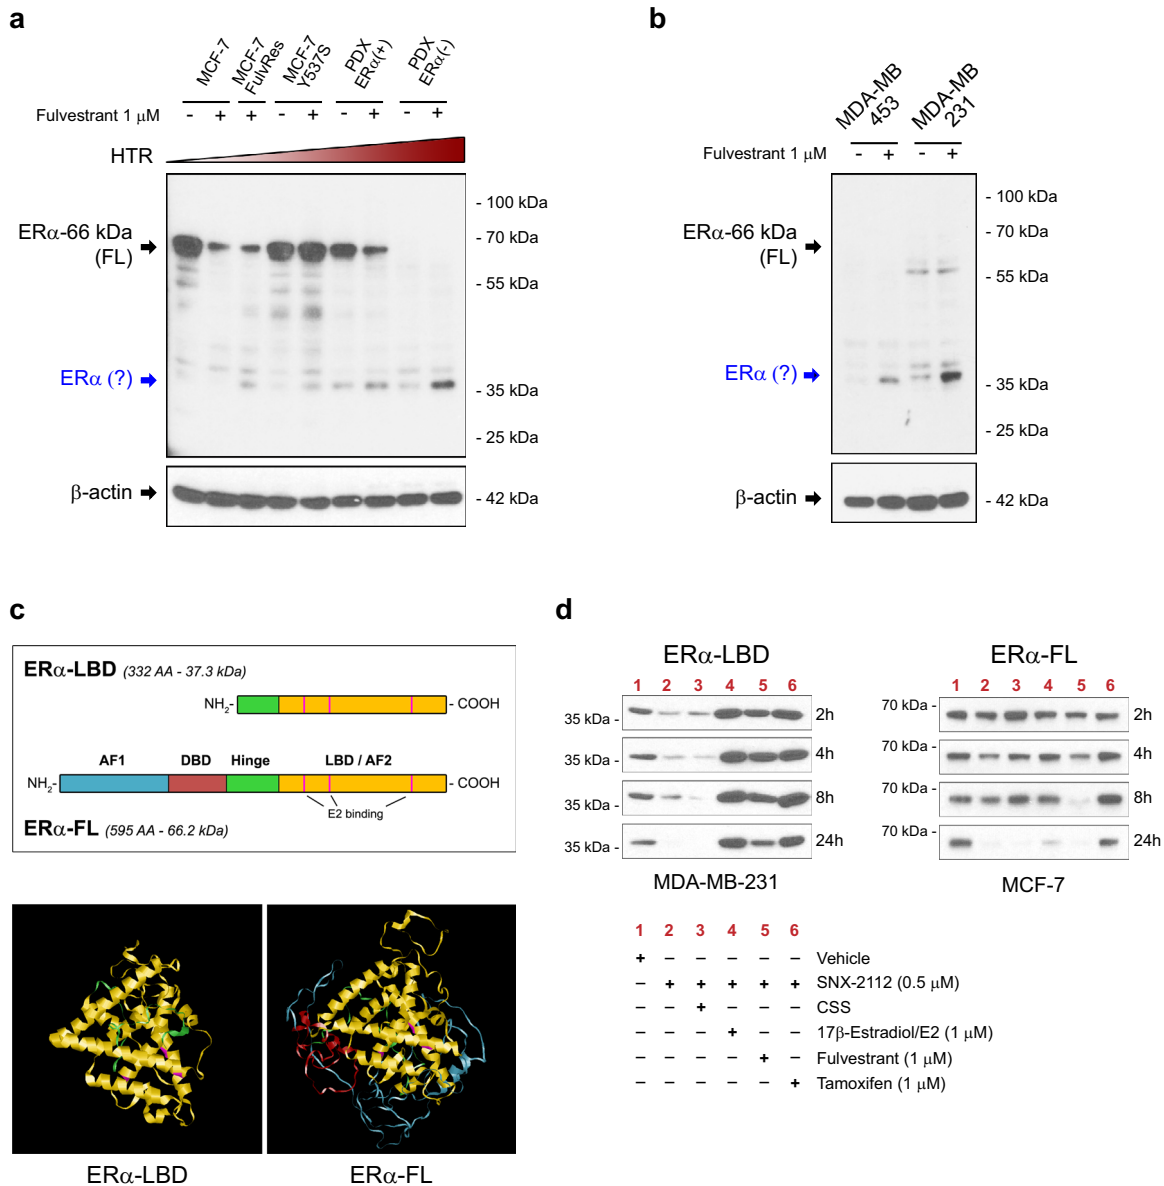 a
MCF-7
MCF-7 FulvRes
MCF-7 Y537S
PDX ERα(+)
PDX ERα(-)
Fulvestrant 1 μM - + + - + - + - +
HTR
ERα-66 kDa
(FL)
ERα (?)
- 100 kDa
- 70 kDa
- 55 kDa
- 35 kDa
- 25 kDa
β-actin
- 42 kDa
b
MDA-MB 453
MDA-MB 231
Fulvestrant 1 μM - + - +
ERα-66 kDa
(FL)
ERα (?)
- 100 kDa
- 70 kDa
- 55 kDa
- 35 kDa
- 25 kDa
β-actin
- 42 kDa
c
ERα-LBD (332 AA - 37.3 kDa)
NH2- - COOH
AF1 DBD Hinge LBD / AF2
NH2- - COOH
E2 binding
ERα-FL (595 AA - 66.2 kDa)
ERα-LBD
ERα-FL
d
ERα-LBD
1 2 3 4 5 6
35 kDa - 2h
35 kDa - 4h
35 kDa - 8h
35 kDa - 24h
MDA-MB-231
ERα-FL
1 2 3 4 5 6
70 kDa - 2h
70 kDa - 4h
70 kDa - 8h
70 kDa - 24h
MCF-7
1 2 3 4 5 6
+ – – – – – Vehicle
– + + + + + SNX-2112 (0.5 μM)
– – + – – – CSS
– – – + – – 17β-Estradiol/E2 (1 μM)
– – – – + – Fulvestrant (1 μM)
– – – – – + Tamoxifen (1 μM)